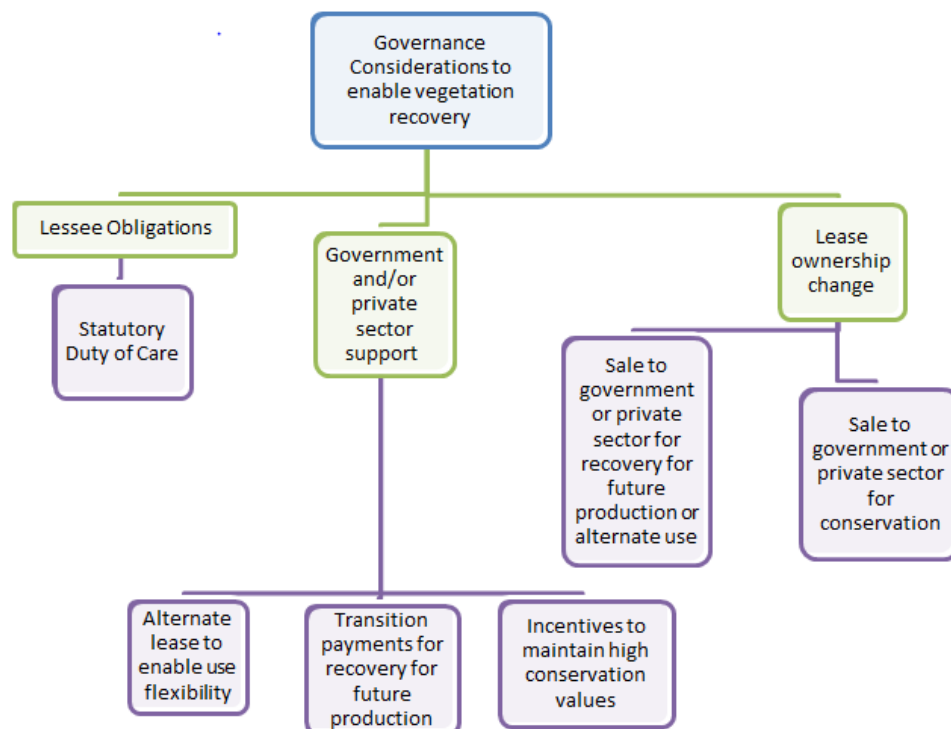 Governance
Considerations to
enable vegetation
recovery
Lessee Obligations
Government
and/or
private
sector
support
Lease
ownership
change
Statutory
Duty of Care
Sale to
government
or private
sector for
recovery for
future
production or
alternate use
Sale to
government or
private sector
for
conservation
Alternate
lease to
enable use
flexibility
Transition
payments for
recovery for
future
production
Incentives to
maintain high
conservation
values